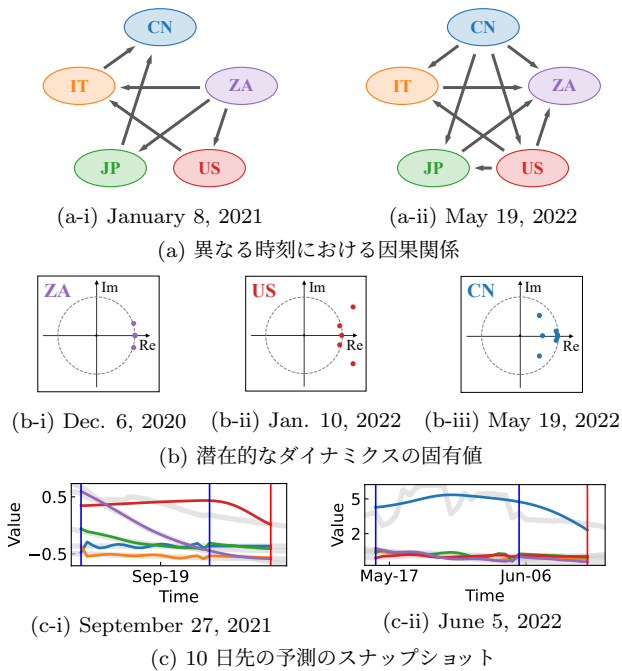 CN
CN
IT
ZA
IT
ZA
JP
US
JP
US
(a-i) January 8, 2021
(a-ii) May 19, 2022
(a) 異なる時刻における因果関係
ZA
Im
Re
US
Im
Re
CN
Im
Re
(b-i) Dec. 6, 2020
(b-ii) Jan. 10, 2022
(b-iii) May 19, 2022
(b) 潜在的なダイナミクスの固有値
Value
0.5
−0.5
Sep-19
Time
Value
5
2
May-17
Jun-06
Time
(c-i) September 27, 2021
(c-ii) June 5, 2022
(c) 10 日先の予測のスナップショット